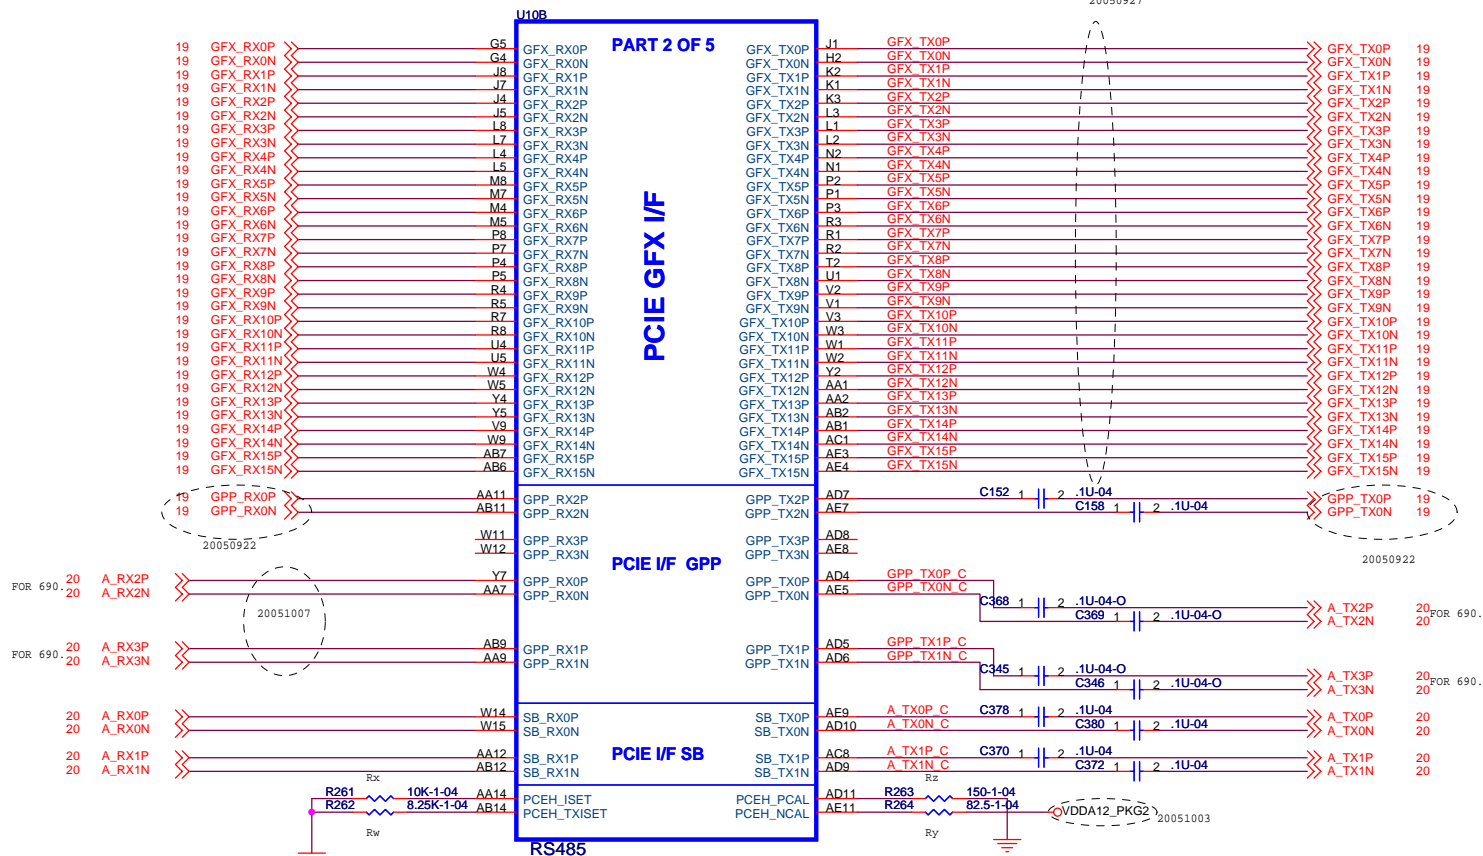 20050927
U10B
PART 2 OF 5
19 GFX_RX0P G5 GFX_RX0P GFX_TX0P J1 GFX_TX0P GFX_TX0P 19
19 GFX_RX0N G4 GFX_RX0N GFX_TX0N H2 GFX_TX0N GFX_TX0N 19
19 GFX_RX1P J8 GFX_RX1P GFX_TX1P K2 GFX_TX1P GFX_TX1P 19
19 GFX_RX1N J7 GFX_RX1N GFX_TX1N K1 GFX_TX1N GFX_TX1N 19
19 GFX_RX2P J4 GFX_RX2P GFX_TX2P K3 GFX_TX2P GFX_TX2P 19
19 GFX_RX2N J5 GFX_RX2N GFX_TX2N L3 GFX_TX2N GFX_TX2N 19
19 GFX_RX3P L8 GFX_RX3P GFX_TX3P L1 GFX_TX3P GFX_TX3P 19
19 GFX_RX3N L7 GFX_RX3N GFX_TX3N L2 GFX_TX3N GFX_TX3N 19
19 GFX_RX4P L4 GFX_RX4P GFX_TX4P N2 GFX_TX4P GFX_TX4P 19
19 GFX_RX4N L5 GFX_RX4N GFX_TX4N N1 GFX_TX4N GFX_TX4N 19
19 GFX_RX5P M8 GFX_RX5P GFX_TX5P P2 GFX_TX5P GFX_TX5P 19
19 GFX_RX5N M7 GFX_RX5N GFX_TX5N P1 GFX_TX5N GFX_TX5N 19
19 GFX_RX6P M4 GFX_RX6P GFX_TX6P P3 GFX_TX6P GFX_TX6P 19
19 GFX_RX6N M5 GFX_RX6N GFX_TX6N R3 GFX_TX6N GFX_TX6N 19
19 GFX_RX7P P8 GFX_RX7P GFX_TX7P R1 GFX_TX7P GFX_TX7P 19
19 GFX_RX7N P7 GFX_RX7N GFX_TX7N R2 GFX_TX7N GFX_TX7N 19
19 GFX_RX8P P4 GFX_RX8P GFX_TX8P T2 GFX_TX8P GFX_TX8P 19
19 GFX_RX8N P5 GFX_RX8N GFX_TX8N U1 GFX_TX8N GFX_TX8N 19
19 GFX_RX9P R4 GFX_RX9P GFX_TX9P V2 GFX_TX9P GFX_TX9P 19
19 GFX_RX9N R5 GFX_RX9N GFX_TX9N V1 GFX_TX9N GFX_TX9N 19
19 GFX_RX10P R7 GFX_RX10P GFX_TX10P V3 GFX_TX10P GFX_TX10P 19
19 GFX_RX10N R8 GFX_RX10N GFX_TX10N W3 GFX_TX10N GFX_TX10N 19
19 GFX_RX11P U4 GFX_RX11P GFX_TX11P W1 GFX_TX11P GFX_TX11P 19
19 GFX_RX11N U5 GFX_RX11N GFX_TX11N W2 GFX_TX11N GFX_TX11N 19
19 GFX_RX12P W4 GFX_RX12P GFX_TX12P Y2 GFX_TX12P GFX_TX12P 19
19 GFX_RX12N W5 GFX_RX12N GFX_TX12N AA1 GFX_TX12N GFX_TX12N 19
19 GFX_RX13P Y4 GFX_RX13P GFX_TX13P AA2 GFX_TX13P GFX_TX13P 19
19 GFX_RX13N Y5 GFX_RX13N GFX_TX13N AB2 GFX_TX13N GFX_TX13N 19
19 GFX_RX14P V9 GFX_RX14P GFX_TX14P AB1 GFX_TX14P GFX_TX14P 19
19 GFX_RX14N W9 GFX_RX14N GFX_TX14N AC1 GFX_TX14N GFX_TX14N 19
19 GFX_RX15P AB7 GFX_RX15P GFX_TX15P AE3 GFX_TX15P GFX_TX15P 19
19 GFX_RX15N AB6 GFX_RX15N GFX_TX15N AE4 GFX_TX15N GFX_TX15N 19
PCIE GFX I/F
19 GPP_RX0P AA11 GPP_RX2P GPP_TX2P AD7 C152 1 2 .1U-04 GPP_TX0P 19
19 GPP_RX0N AB11 GPP_RX2N GPP_TX2N AE7 C158 1 2 .1U-04 GPP_TX0N 19
20050922
W11 GPP_RX3P GPP_TX3P AD8
W12 GPP_RX3N GPP_TX3N AE8
20050922
PCIE I/F GPP
FOR 690.
20 A_RX2P Y7 GPP_RX0P GPP_TX0P AD4 GPP_TX0P_C
20 A_RX2N AA7 GPP_RX0N GPP_TX0N AE5 GPP_TX0N_C
20051007
C368 1 2 .1U-04-O A_TX2P 20
C369 1 2 .1U-04-O A_TX2N 20
FOR 690.
FOR 690.
20 A_RX3P AB9 GPP_RX1P GPP_TX1P AD5 GPP_TX1P_C
20 A_RX3N AA9 GPP_RX1N GPP_TX1N AD6 GPP_TX1N_C
C345 1 2 .1U-04-O A_TX3P 20
C346 1 2 .1U-04-O A_TX3N 20
FOR 690.
20 A_RX0P W14 SB_RX0P SB_TX0P AE9 A_TX0P_C C378 1 2 .1U-04 A_TX0P 20
20 A_RX0N W15 SB_RX0N SB_TX0N AD10 A_TX0N_C C380 1 2 .1U-04 A_TX0N 20
PCIE I/F SB
20 A_RX1P AA12 SB_RX1P SB_TX1P AC8 A_TX1P_C C370 1 2 .1U-04 A_TX1P 20
20 A_RX1N AB12 SB_RX1N SB_TX1N AD9 A_TX1N_C C372 1 2 .1U-04 A_TX1N 20
Rx Rz
R261 10K-1-04 AA14 PCEH_ISET PCEH_PCAL AD11 R263 150-1-04
R262 8.25K-1-04 AB14 PCEH_TXISET PCEH_NCAL AE11 R264 82.5-1-04 VDDA12_PKG2 20051003
Rw Ry
RS485